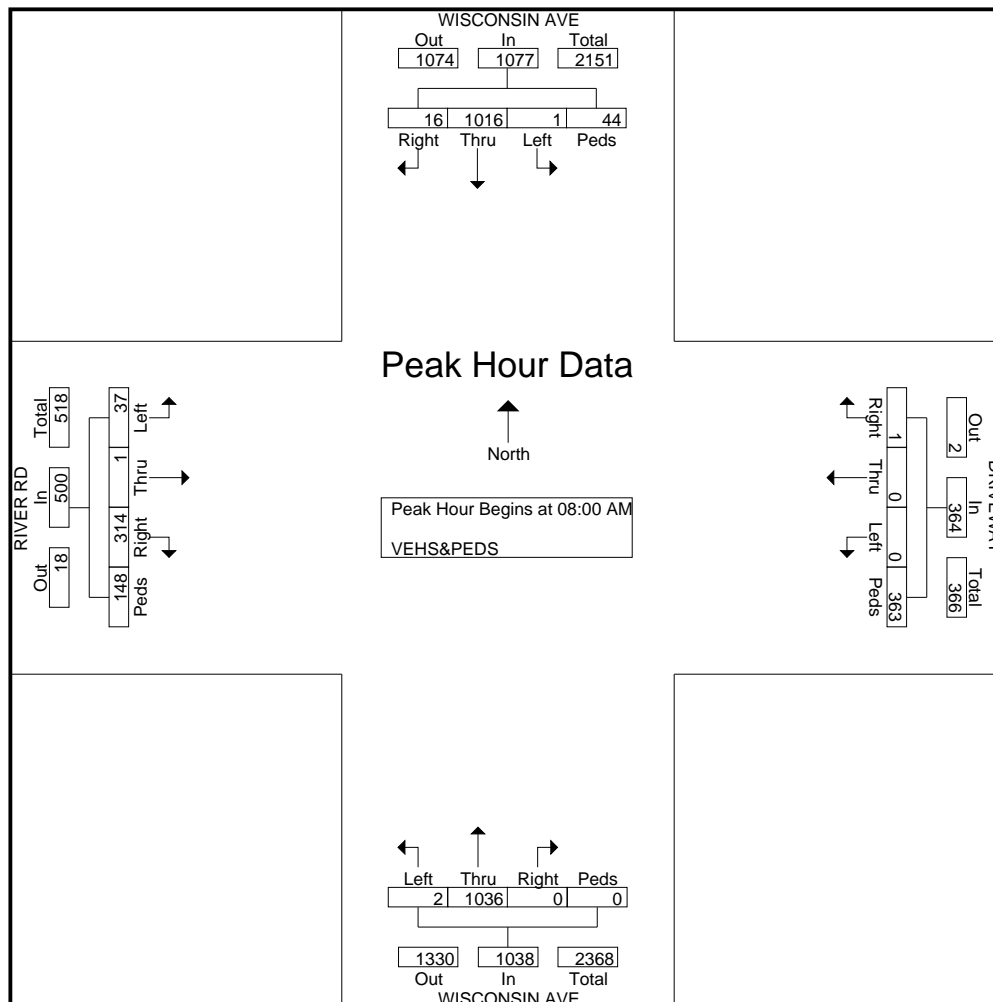 WISCONSIN AVE
Out In Total
1074 1077 2151
16 1016 1 44
Right Thru Left Peds
Peak Hour Data
North
Peak Hour Begins at 08:00 AM
VEHS&PEDS
RIVER RD
Out In Total
18 500 518
37 1 314 148
Left Thru Right Peds
Right Thru Left Peds
1 0 0 363
Out In Total
2 364 366
DRIVEWAY
Left Thru Right Peds
2 1036 0 0
1330 1038 2368
Out In Total
WISCONSIN AVE